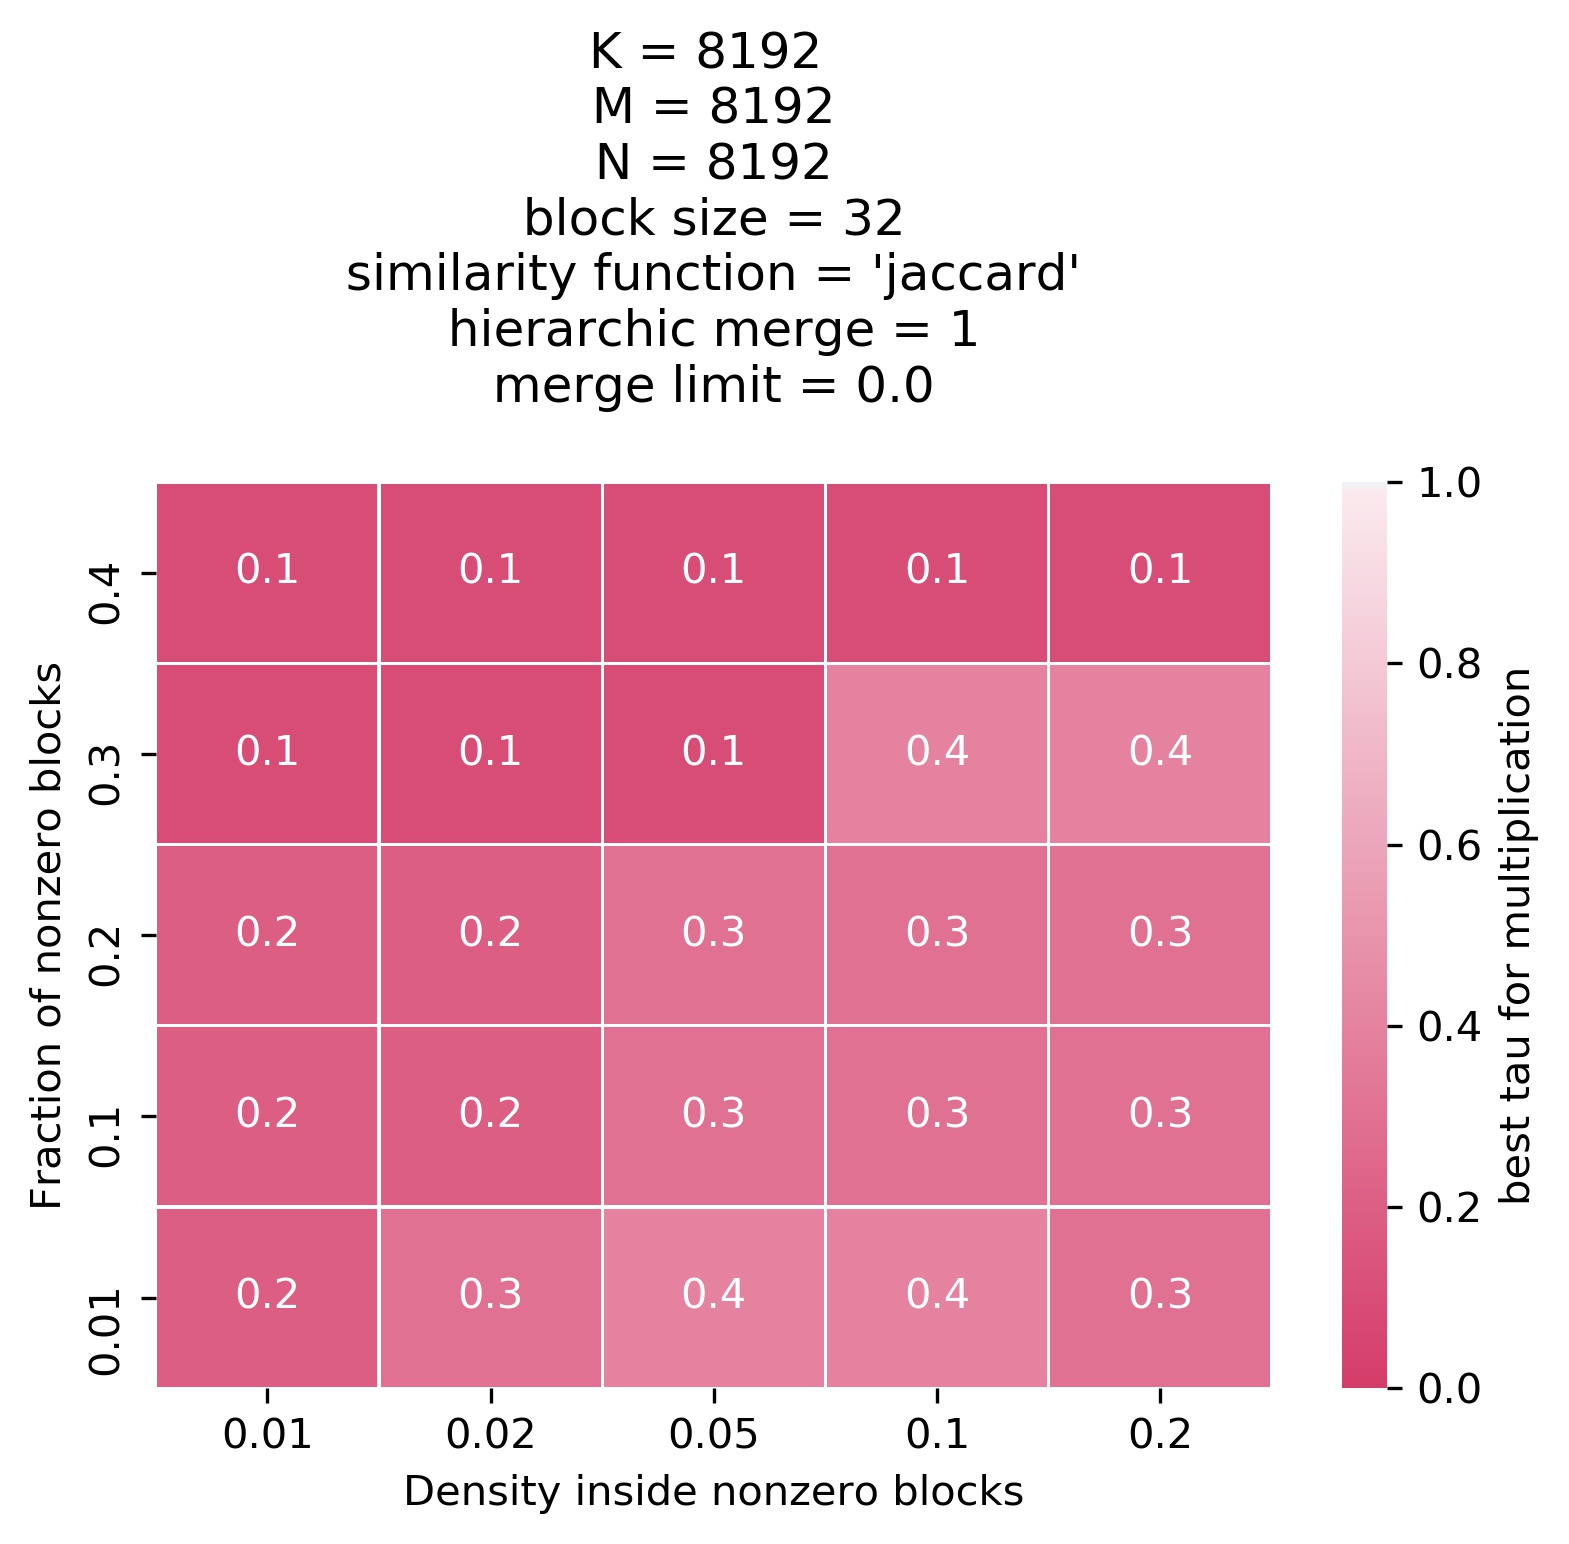 K = 8192
M = 8192
N = 8192
block size = 32
similarity function = 'jaccard'
hierarchic merge = 1
merge limit = 0.0
Fraction of nonzero blocks
0.4
0.1 0.1 0.1 0.1 0.1
0.3
0.1 0.1 0.1 0.4 0.4
0.2
0.2 0.2 0.3 0.3 0.3
0.1
0.2 0.2 0.3 0.3 0.3
0.01
0.2 0.3 0.4 0.4 0.3
0.01 0.02 0.05 0.1 0.2
Density inside nonzero blocks
1.0
0.8
0.6
0.4
0.2
0.0
best tau for multiplication